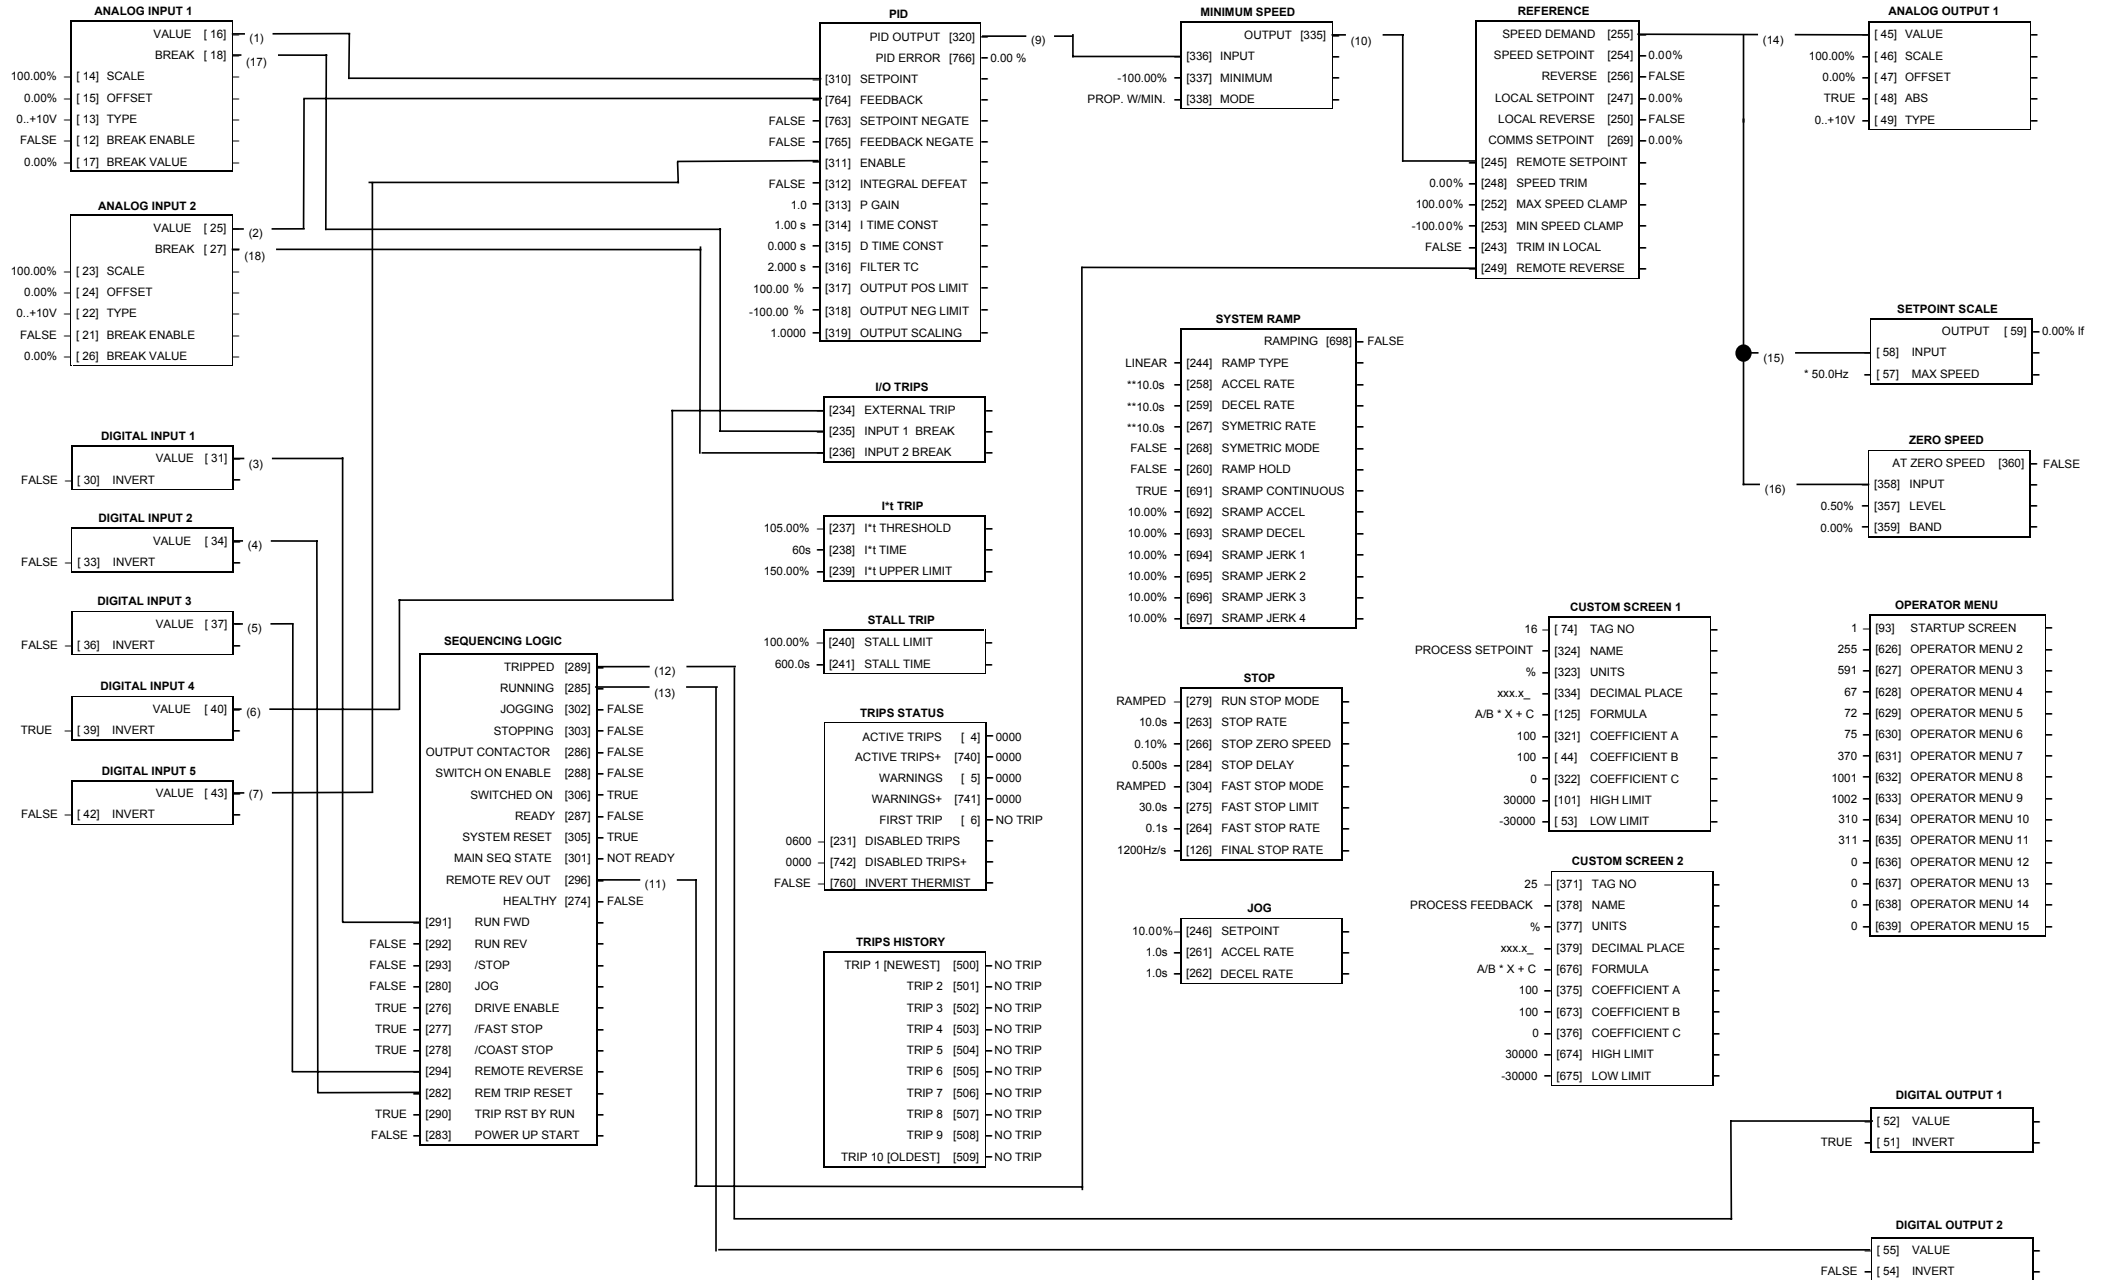 ANALOG INPUT 1
VALUE [ 16] (1)
BREAK [ 18] (17)
100.00% [ 14] SCALE
0.00% [ 15] OFFSET
0..+10V [ 13] TYPE
FALSE [ 12] BREAK ENABLE
0.00% [ 17] BREAK VALUE
ANALOG INPUT 2
VALUE [ 25] (2)
BREAK [ 27] (18)
100.00% [ 23] SCALE
0.00% [ 24] OFFSET
0..+10V [ 22] TYPE
FALSE [ 21] BREAK ENABLE
0.00% [ 26] BREAK VALUE
DIGITAL INPUT 1
VALUE [ 31] (3)
FALSE [ 30] INVERT
DIGITAL INPUT 2
VALUE [ 34] (4)
FALSE [ 33] INVERT
DIGITAL INPUT 3
VALUE [ 37] (5)
FALSE [ 36] INVERT
DIGITAL INPUT 4
VALUE [ 40] (6)
TRUE [ 39] INVERT
DIGITAL INPUT 5
VALUE [ 43] (7)
FALSE [ 42] INVERT
SEQUENCING LOGIC
TRIPPED [289] (12)
RUNNING [285] (13)
JOGGING [302] FALSE
STOPPING [303] FALSE
OUTPUT CONTACTOR [286] FALSE
SWITCH ON ENABLE [288] FALSE
SWITCHED ON [306] TRUE
READY [287] FALSE
SYSTEM RESET [305] TRUE
MAIN SEQ STATE [301] NOT READY
REMOTE REV OUT [296] (11)
HEALTHY [274] FALSE
[291] RUN FWD
FALSE [292] RUN REV
FALSE [293] /STOP
FALSE [280] JOG
TRUE [276] DRIVE ENABLE
TRUE [277] /FAST STOP
TRUE [278] /COAST STOP
[294] REMOTE REVERSE
[282] REM TRIP RESET
TRUE [290] TRIP RST BY RUN
FALSE [283] POWER UP START
PID
PID OUTPUT [320] (9)
PID ERROR [766] 0.00 %
[310] SETPOINT
[764] FEEDBACK
FALSE [763] SETPOINT NEGATE
FALSE [765] FEEDBACK NEGATE
[311] ENABLE
FALSE [312] INTEGRAL DEFEAT
1.0 [313] P GAIN
1.00 s [314] I TIME CONST
0.000 s [315] D TIME CONST
2.000 s [316] FILTER TC
100.00 % [317] OUTPUT POS LIMIT
-100.00 % [318] OUTPUT NEG LIMIT
1.0000 [319] OUTPUT SCALING
I/O TRIPS
[234] EXTERNAL TRIP
[235] INPUT 1 BREAK
[236] INPUT 2 BREAK
I*t TRIP
105.00% [237] I*t THRESHOLD
60s [238] I*t TIME
150.00% [239] I*t UPPER LIMIT
STALL TRIP
100.00% [240] STALL LIMIT
600.0s [241] STALL TIME
TRIPS STATUS
ACTIVE TRIPS [ 4] 0000
ACTIVE TRIPS+ [740] 0000
WARNINGS [ 5] 0000
WARNINGS+ [741] 0000
FIRST TRIP [ 6] NO TRIP
0600 [231] DISABLED TRIPS
0000 [742] DISABLED TRIPS+
FALSE [760] INVERT THERMIST
TRIPS HISTORY
TRIP 1 [NEWEST] [500] NO TRIP
TRIP 2 [501] NO TRIP
TRIP 3 [502] NO TRIP
TRIP 4 [503] NO TRIP
TRIP 5 [504] NO TRIP
TRIP 6 [505] NO TRIP
TRIP 7 [506] NO TRIP
TRIP 8 [507] NO TRIP
TRIP 9 [508] NO TRIP
TRIP 10 [OLDEST] [509] NO TRIP
MINIMUM SPEED
OUTPUT [335] (10)
[336] INPUT
-100.00% [337] MINIMUM
PROP. W/MIN. [338] MODE
SYSTEM RAMP
RAMPING [698] FALSE
LINEAR [244] RAMP TYPE
**10.0s [258] ACCEL RATE
**10.0s [259] DECEL RATE
**10.0s [267] SYMETRIC RATE
FALSE [268] SYMETRIC MODE
FALSE [260] RAMP HOLD
TRUE [691] SRAMP CONTINUOUS
10.00% [692] SRAMP ACCEL
10.00% [693] SRAMP DECEL
10.00% [694] SRAMP JERK 1
10.00% [695] SRAMP JERK 2
10.00% [696] SRAMP JERK 3
10.00% [697] SRAMP JERK 4
STOP
RAMPED [279] RUN STOP MODE
10.0s [263] STOP RATE
0.10% [266] STOP ZERO SPEED
0.500s [284] STOP DELAY
RAMPED [304] FAST STOP MODE
30.0s [275] FAST STOP LIMIT
0.1s [264] FAST STOP RATE
1200Hz/s [126] FINAL STOP RATE
JOG
10.00% [246] SETPOINT
1.0s [261] ACCEL RATE
1.0s [262] DECEL RATE
REFERENCE
SPEED DEMAND [255] (14)
SPEED SETPOINT [254] 0.00%
REVERSE [256] FALSE
LOCAL SETPOINT [247] 0.00%
LOCAL REVERSE [250] FALSE
COMMS SETPOINT [269] 0.00%
[245] REMOTE SETPOINT
0.00% [248] SPEED TRIM
100.00% [252] MAX SPEED CLAMP
-100.00% [253] MIN SPEED CLAMP
FALSE [243] TRIM IN LOCAL
[249] REMOTE REVERSE
CUSTOM SCREEN 1
16 [ 74] TAG NO
PROCESS SETPOINT [324] NAME
% [323] UNITS
xxx.x_ [334] DECIMAL PLACE
A/B * X + C [125] FORMULA
100 [321] COEFFICIENT A
100 [ 44] COEFFICIENT B
0 [322] COEFFICIENT C
30000 [101] HIGH LIMIT
-30000 [ 53] LOW LIMIT
CUSTOM SCREEN 2
25 [371] TAG NO
PROCESS FEEDBACK [378] NAME
% [377] UNITS
xxx.x_ [379] DECIMAL PLACE
A/B * X + C [676] FORMULA
100 [375] COEFFICIENT A
100 [673] COEFFICIENT B
0 [376] COEFFICIENT C
30000 [674] HIGH LIMIT
-30000 [675] LOW LIMIT
ANALOG OUTPUT 1
[ 45] VALUE
100.00% [ 46] SCALE
0.00% [ 47] OFFSET
TRUE [ 48] ABS
0..+10V [ 49] TYPE
SETPOINT SCALE
OUTPUT [ 59] 0.00% lf
(15) [ 58] INPUT
* 50.0Hz [ 57] MAX SPEED
ZERO SPEED
AT ZERO SPEED [360] FALSE
(16) [358] INPUT
0.50% [357] LEVEL
0.00% [359] BAND
OPERATOR MENU
1 [93] STARTUP SCREEN
255 [626] OPERATOR MENU 2
591 [627] OPERATOR MENU 3
67 [628] OPERATOR MENU 4
72 [629] OPERATOR MENU 5
75 [630] OPERATOR MENU 6
370 [631] OPERATOR MENU 7
1001 [632] OPERATOR MENU 8
1002 [633] OPERATOR MENU 9
310 [634] OPERATOR MENU 10
311 [635] OPERATOR MENU 11
0 [636] OPERATOR MENU 12
0 [637] OPERATOR MENU 13
0 [638] OPERATOR MENU 14
0 [639] OPERATOR MENU 15
DIGITAL OUTPUT 1
[ 52] VALUE
TRUE [ 51] INVERT
DIGITAL OUTPUT 2
[ 55] VALUE
FALSE [ 54] INVERT